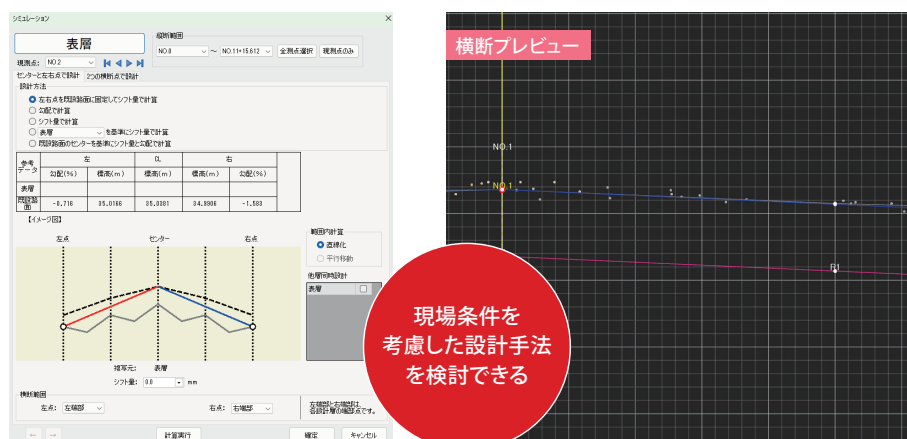 シミュレーション
表層
縦断範囲
NO.0 ～ NO.11+15.612 全測点選択 現測点のみ
現測点: NO.2
センターと左右点で設計 2つの横断点で設計
設計方法
左右点を既設路面に固定してシフト量で計算
勾配で計算
シフト量で計算
表層 を基準にシフト量で計算
既設路面のセンターを基準にシフト量と勾配で計算
参考データ 左 CL 右
勾配(%) 標高(m) 標高(m) 標高(m) 勾配(%)
表層
既設路面 -0.716 35.0166 35.0381 34.9906 -1.583
【イメージ図】
左点 センター 右点
範囲内計算
直線化
平行移動
他層同時設計
表層
複写元: 表層
シフト量: 0.0 mm
横断範囲
左点: 左端部 右点: 右端部
左端部と右端部は、
各設計層の端部点です。
← → 計算実行 確定 キャンセル
横断プレビュー
NO.1
NO.1
R1
現場条件を
考慮した設計手法
を検討できる